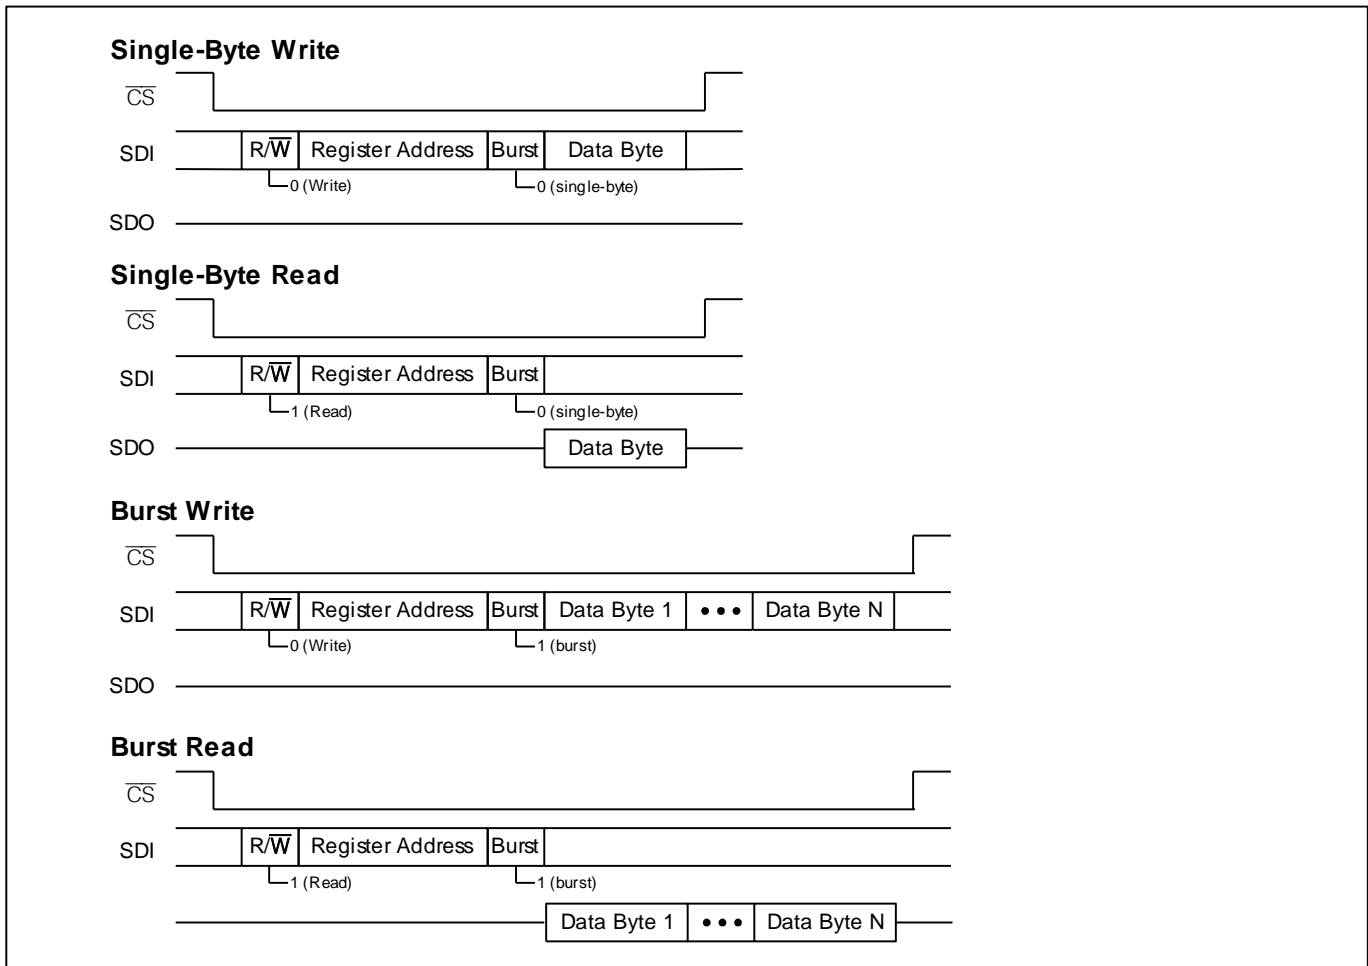 Single-Byte Write
CS
SDI R/W Register Address Burst Data Byte
0 (Write) 0 (single-byte)
SDO
Single-Byte Read
CS
SDI R/W Register Address Burst
1 (Read) 0 (single-byte)
SDO Data Byte
Burst Write
CS
SDI R/W Register Address Burst Data Byte 1 ••• Data Byte N
0 (Write) 1 (burst)
SDO
Burst Read
CS
SDI R/W Register Address Burst
1 (Read) 1 (burst)
Data Byte 1 ••• Data Byte N